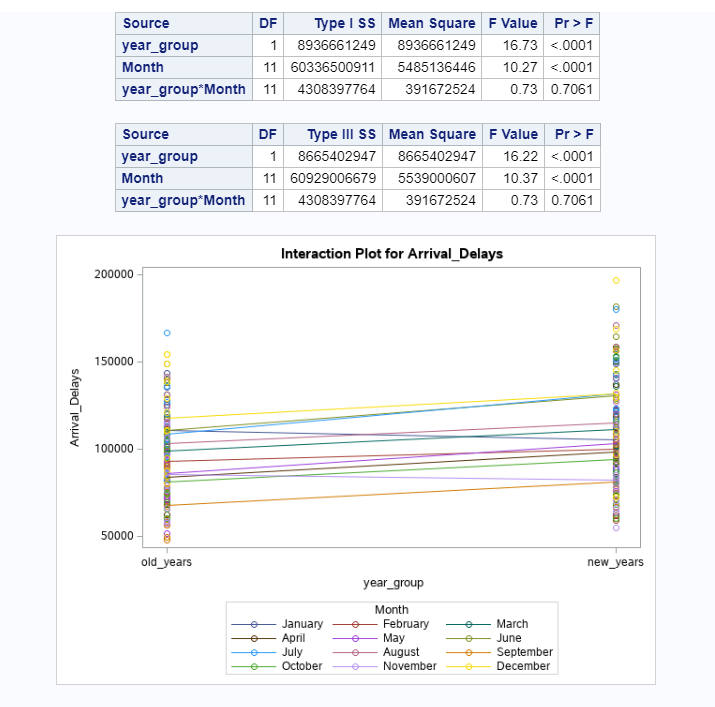 Source DF Type I SS Mean Square F Value Pr > F
year_group 1 8936661249 8936661249 16.73 <.0001
Month 11 60336500911 5485136446 10.27 <.0001
year_group*Month 11 4308397764 391672524 0.73 0.7061
Source DF Type III SS Mean Square F Value Pr > F
year_group 1 8665402947 8665402947 16.22 <.0001
Month 11 60929006679 5539000607 10.37 <.0001
year_group*Month 11 4308397764 391672524 0.73 0.7061
Interaction Plot for Arrival_Delays
200000
150000
100000
50000
Arrival_Delays
old_years new_years
year_group
Month
January February March
April May June
July August September
October November December